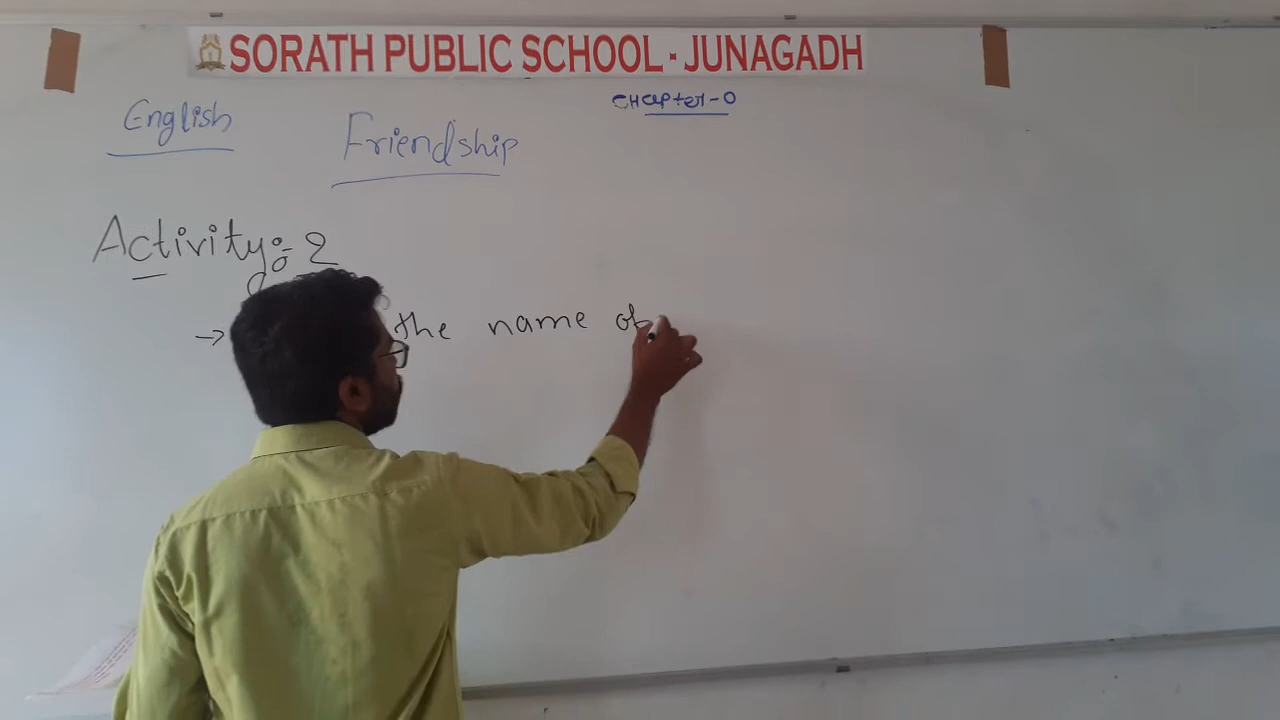 SORATH PUBLIC SCHOOL - JUNAGADH
CHapter-0
English
Friendship
Activity:- 2
→ the name of